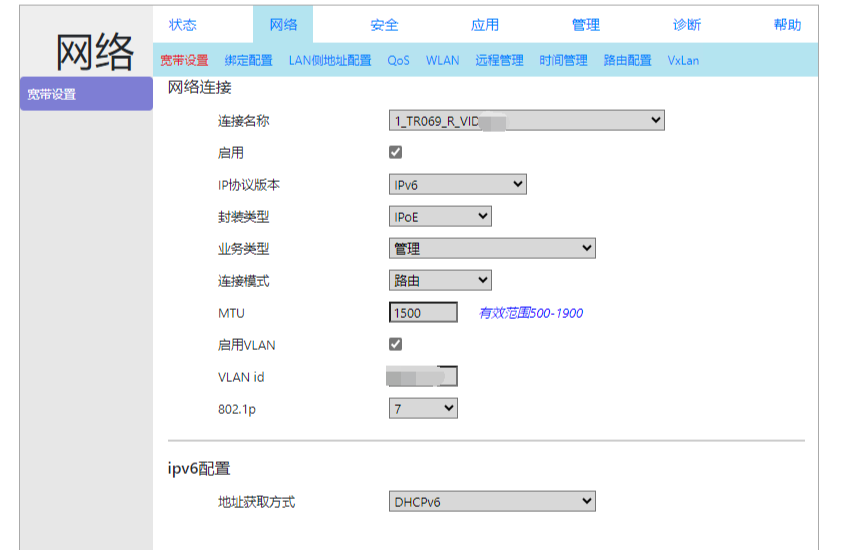 网络
状态 网络 安全 应用 管理 诊断 帮助
宽带设置 绑定配置 LAN侧地址配置 QoS WLAN 远程管理 时间管理 路由配置 VxLan
宽带设置
网络连接
连接名称 1_TR069_R_VID
启用
IP协议版本 IPv6
封装类型 IPoE
业务类型 管理
连接模式 路由
MTU 1500 有效范围500-1900
启用VLAN
VLAN id
802.1p 7
ipv6配置
地址获取方式 DHCPv6